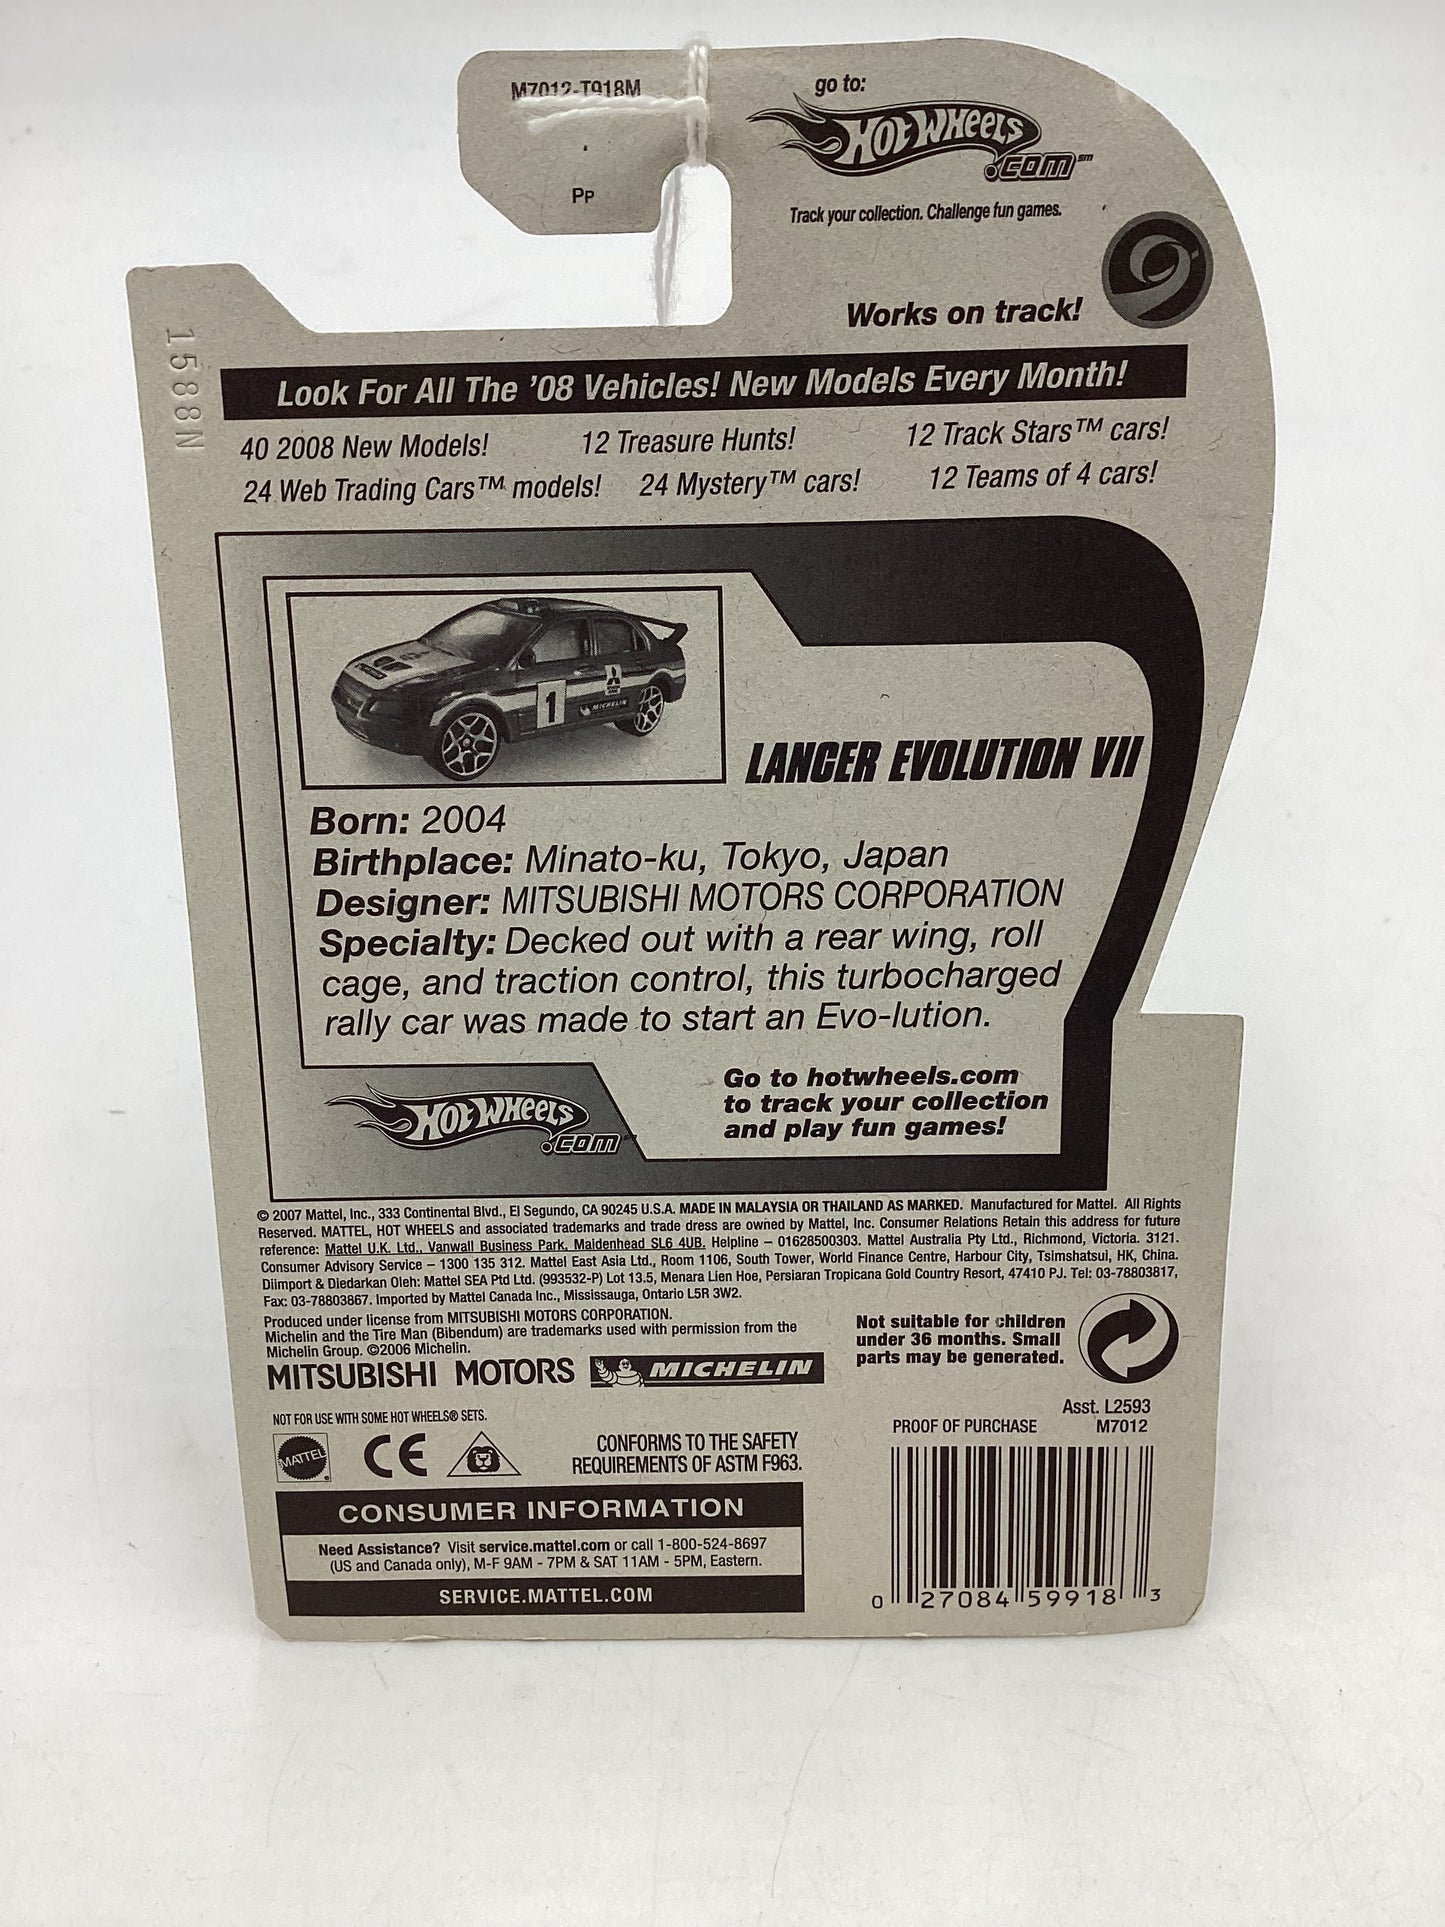 M7012-T918M
Pp
go to:
Hot Wheels
.com℠
Track your collection. Challenge fun games.
Works on track!
1588N
Look For All The '08 Vehicles! New Models Every Month!
40 2008 New Models! 12 Treasure Hunts! 12 Track Stars™ cars!
24 Web Trading Cars™ models! 24 Mystery™ cars! 12 Teams of 4 cars!
1
MICHELIN
LANCER EVOLUTION VII
Born: 2004
Birthplace: Minato-ku, Tokyo, Japan
Designer: MITSUBISHI MOTORS CORPORATION
Specialty: Decked out with a rear wing, roll
cage, and traction control, this turbocharged
rally car was made to start an Evo-lution.
Hot Wheels
.com
Go to hotwheels.com
to track your collection
and play fun games!
© 2007 Mattel, Inc., 333 Continental Blvd., El Segundo, CA 90245 U.S.A. MADE IN MALAYSIA OR THAILAND AS MARKED. Manufactured for Mattel. All Rights
Reserved. MATTEL, HOT WHEELS and associated trademarks and trade dress are owned by Mattel, Inc. Consumer Relations Retain this address for future
reference: Mattel U.K. Ltd., Vanwall Business Park, Maidenhead SL6 4UB. Helpline – 01628500303. Mattel Australia Pty Ltd., Richmond, Victoria. 3121.
Consumer Advisory Service – 1300 135 312. Mattel East Asia Ltd., Room 1106, South Tower, World Finance Centre, Harbour City, Tsimshatsui, HK, China.
Diimport & Diedarkan Oleh: Mattel SEA Ptd Ltd. (993532-P) Lot 13.5, Menara Lien Hoe, Persiaran Tropicana Gold Country Resort, 47410 PJ. Tel: 03-78803817,
Fax: 03-78803867. Imported by Mattel Canada Inc., Mississauga, Ontario L5R 3W2.
Produced under license from MITSUBISHI MOTORS CORPORATION.
Michelin and the Tire Man (Bibendum) are trademarks used with permission from the
Michelin Group. ©2006 Michelin.
MITSUBISHI MOTORS MICHELIN
Not suitable for children
under 36 months. Small
parts may be generated.
NOT FOR USE WITH SOME HOT WHEELS® SETS.
MATTEL
CE
CONFORMS TO THE SAFETY
REQUIREMENTS OF ASTM F963.
CONSUMER INFORMATION
Need Assistance? Visit service.mattel.com or call 1-800-524-8697
(US and Canada only), M-F 9AM - 7PM & SAT 11AM - 5PM, Eastern.
SERVICE.MATTEL.COM
Asst. L2593
PROOF OF PURCHASE M7012
0 27084 59918 3